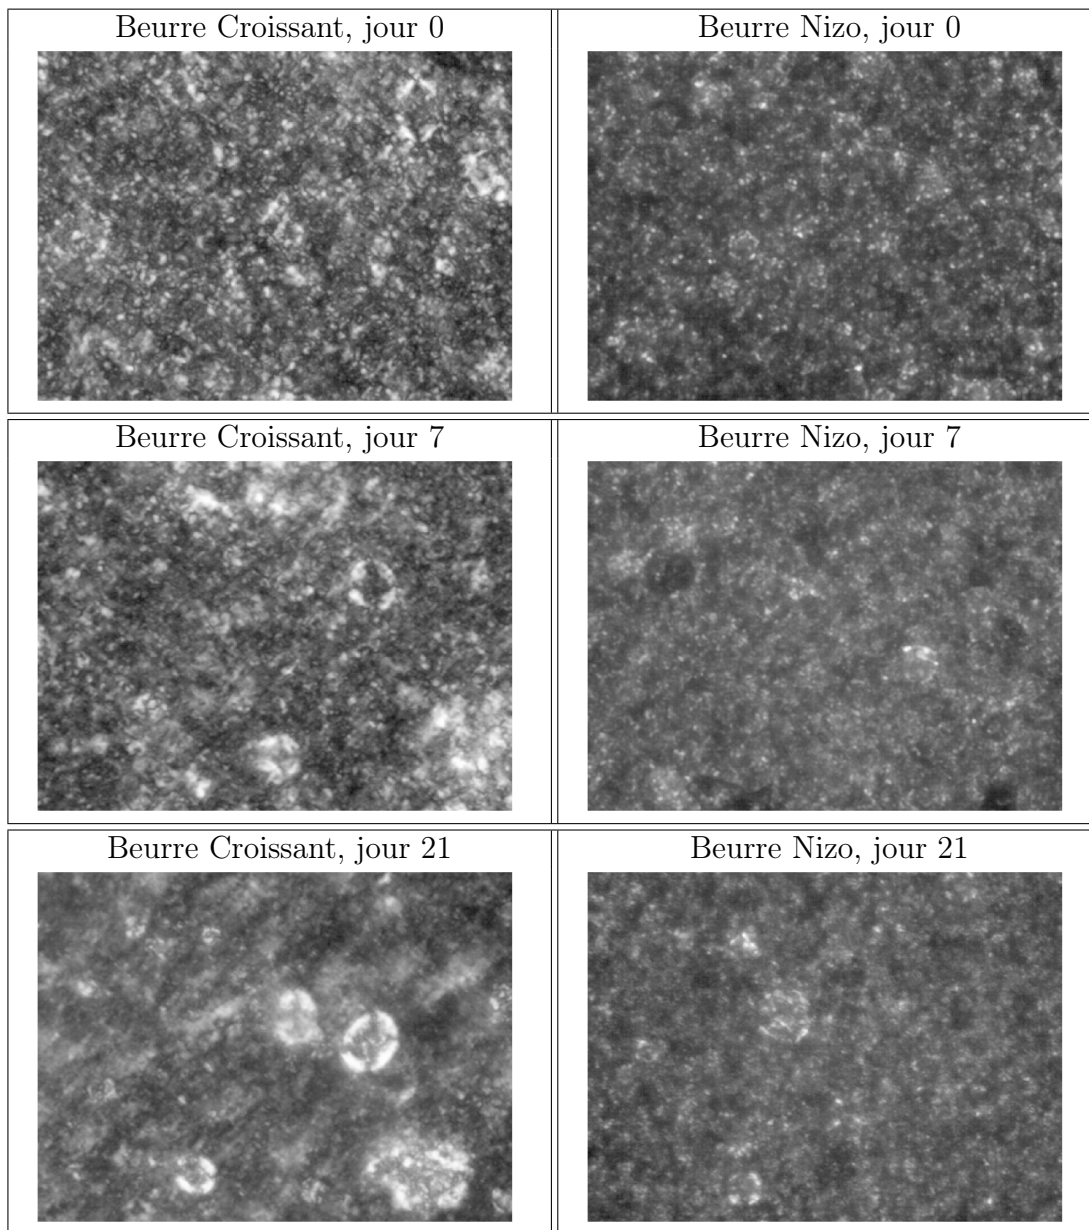 Beurre Croissant, jour 0
Beurre Nizo, jour 0
Beurre Croissant, jour 7
Beurre Nizo, jour 7
Beurre Croissant, jour 21
Beurre Nizo, jour 21